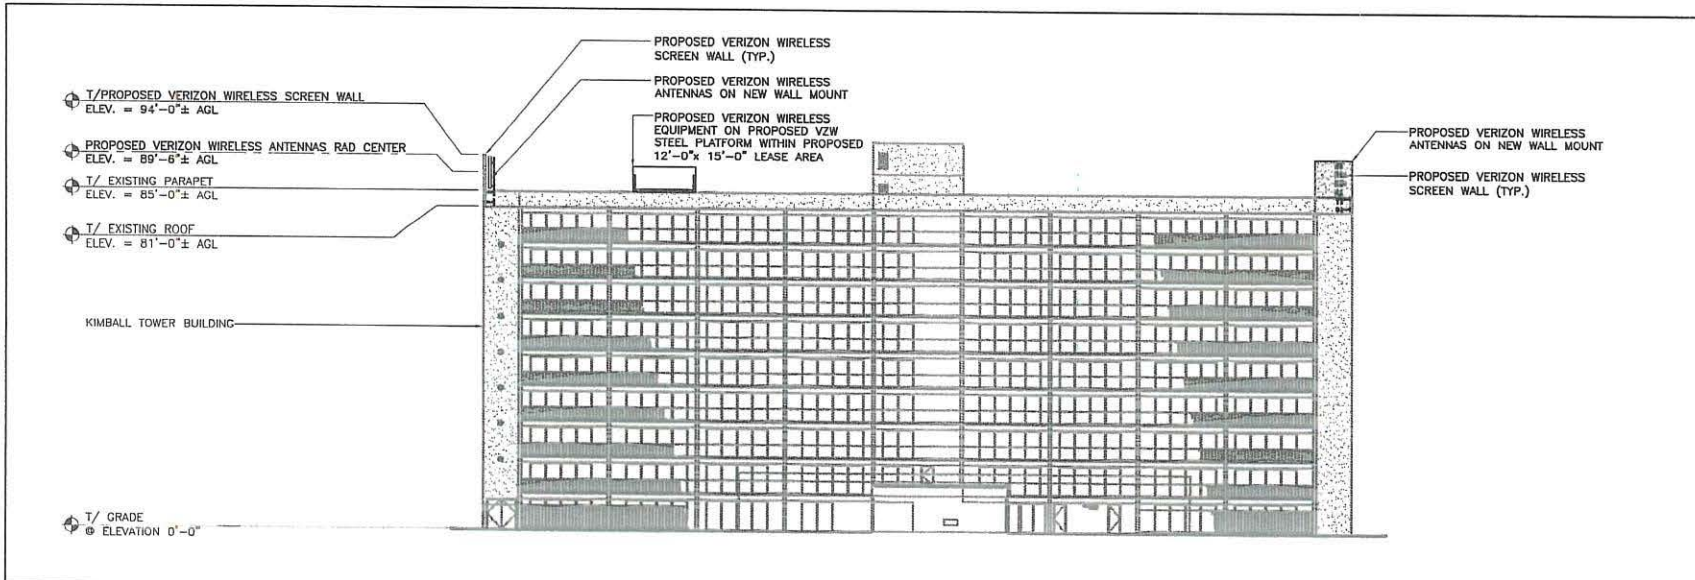 PROPOSED VERIZON WIRELESS
SCREEN WALL (TYP.)
PROPOSED VERIZON WIRELESS
ANTENNAS ON NEW WALL MOUNT
PROPOSED VERIZON WIRELESS
EQUIPMENT ON PROPOSED VZW
STEEL PLATFORM WITHIN PROPOSED
12'-0"x 15'-0" LEASE AREA
T/PROPOSED VERIZON WIRELESS SCREEN WALL
ELEV. = 94'-0"± AGL
PROPOSED VERIZON WIRELESS ANTENNAS RAD CENTER
ELEV. = 89'-6"± AGL
T/ EXISTING PARAPET
ELEV. = 85'-0"± AGL
T/ EXISTING ROOF
ELEV. = 81'-0"± AGL
KIMBALL TOWER BUILDING
T/ GRADE
@ ELEVATION 0'-0"
PROPOSED VERIZON WIRELESS
ANTENNAS ON NEW WALL MOUNT
PROPOSED VERIZON WIRELESS
SCREEN WALL (TYP.)